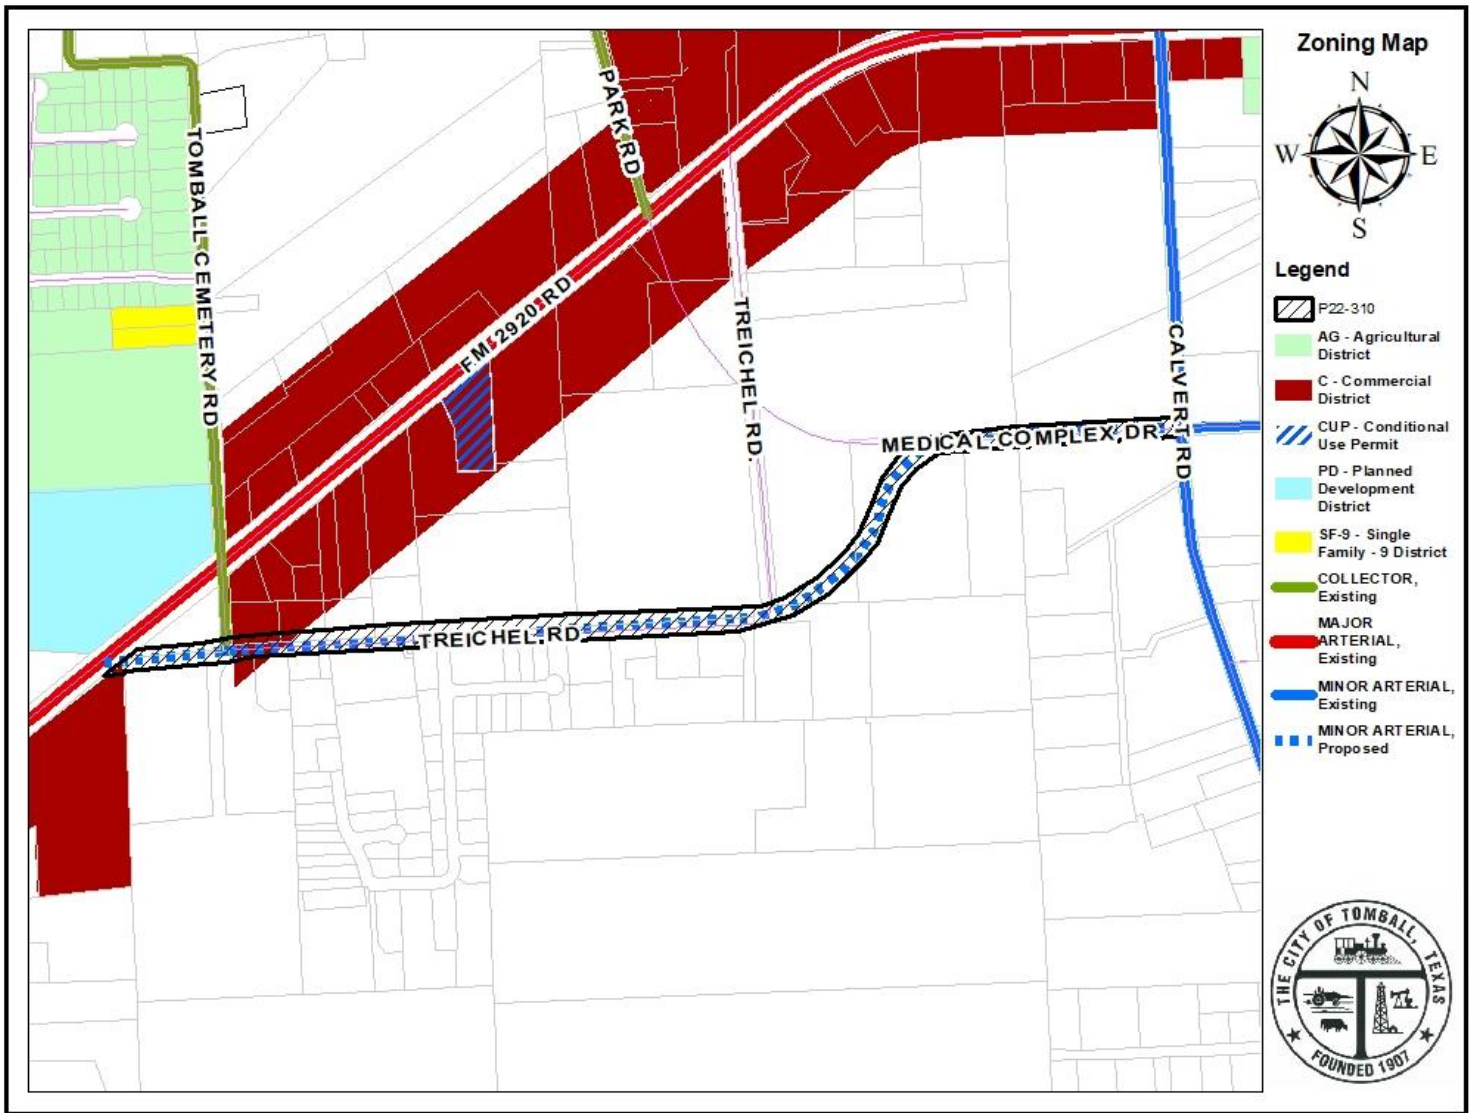 Zoning Map
N
W E
S
Legend
P22-310
AG - Agricultural
District
C - Commercial
District
CUP - Conditional
Use Permit
PD - Planned
Development
District
SF-9 - Single
Family - 9 District
COLLECTOR,
Existing
MAJOR
ARTERIAL,
Existing
MINOR ARTERIAL,
Existing
MINOR ARTERIAL,
Proposed
TOMBALL CEMETERY RD
PARK RD
FM 2920 RD
TREICHEL RD.
CALVERT RD
MEDICAL COMPLEX DR.
TREICHEL RD
THE CITY OF TOMBALL, TEXAS
FOUNDED 1907